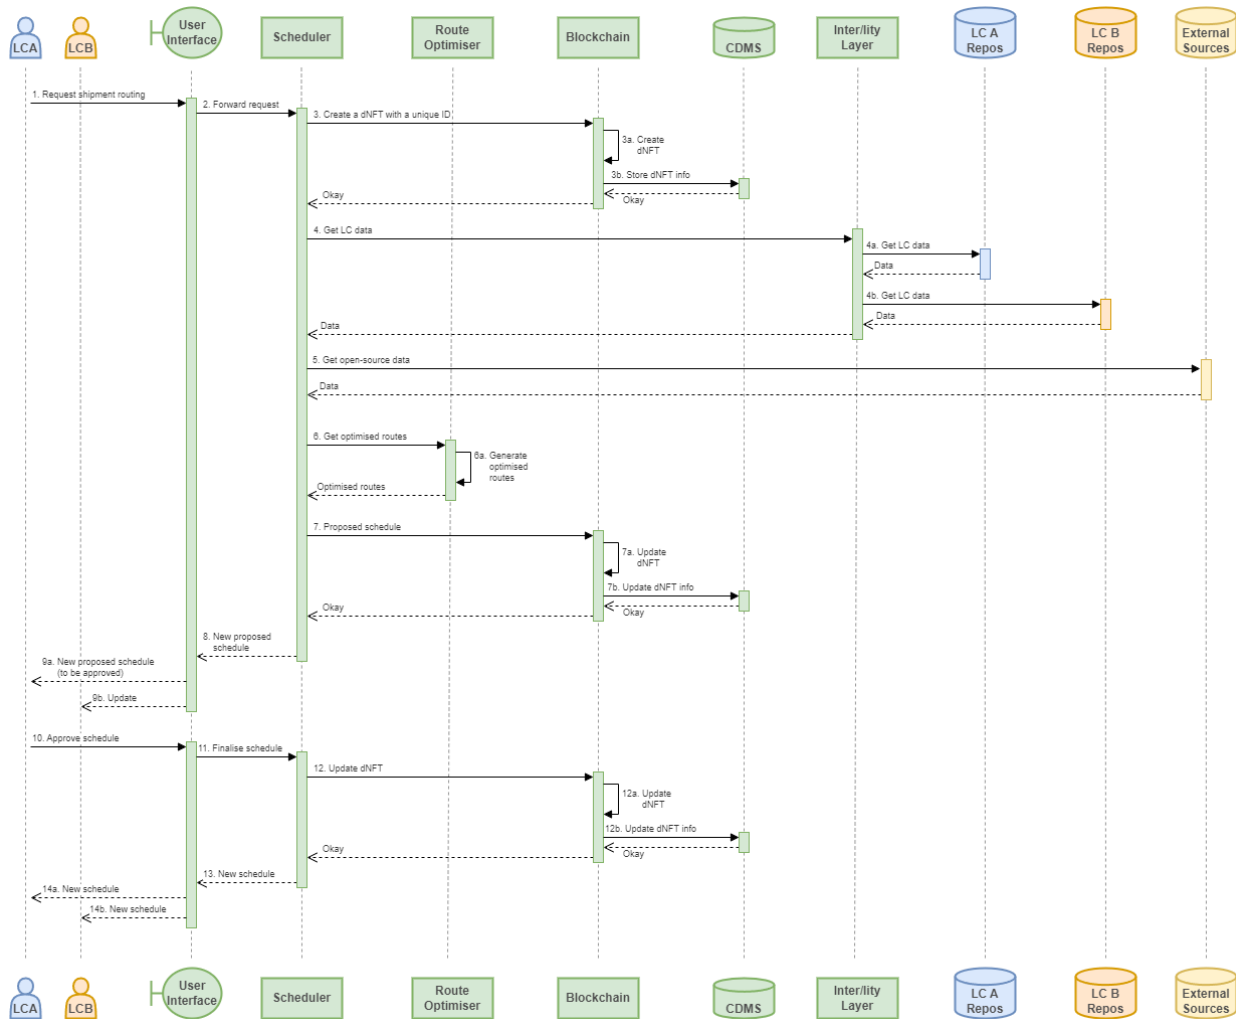 LCA
LCB
User
Interface
Scheduler
Route
Optimiser
Blockchain
CDMS
Inter/lity
Layer
LC A
Repos
LC B
Repos
External
Sources
1. Request shipment routing
2. Forward request
3. Create a dNFT with a unique ID
3a. Create
dNFT
3b. Store dNFT info
Okay
Okay
4. Get LC data
4a. Get LC data
Data
4b. Get LC data
Data
Data
5. Get open-source data
Data
6. Get optimised routes
6a. Generate
optimised
routes
Optimised routes
7. Proposed schedule
7a. Update
dNFT
7b. Update dNFT info
Okay
Okay
8. New proposed
schedule
9a. New proposed schedule
(to be approved)
9b. Update
10. Approve schedule
11. Finalise schedule
12. Update dNFT
12a. Update
dNFT
12b. Update dNFT info
Okay
Okay
13. New schedule
14a. New schedule
14b. New schedule
LCA
LCB
User
Interface
Scheduler
Route
Optimiser
Blockchain
CDMS
Inter/lity
Layer
LC A
Repos
LC B
Repos
External
Sources